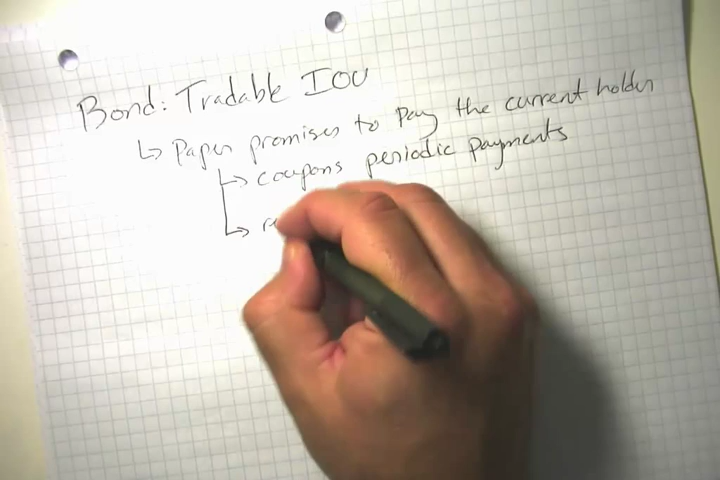 Bond: Tradable IOU
↳ Paper promises to pay the current holder
↳ coupons periodic payments
↳